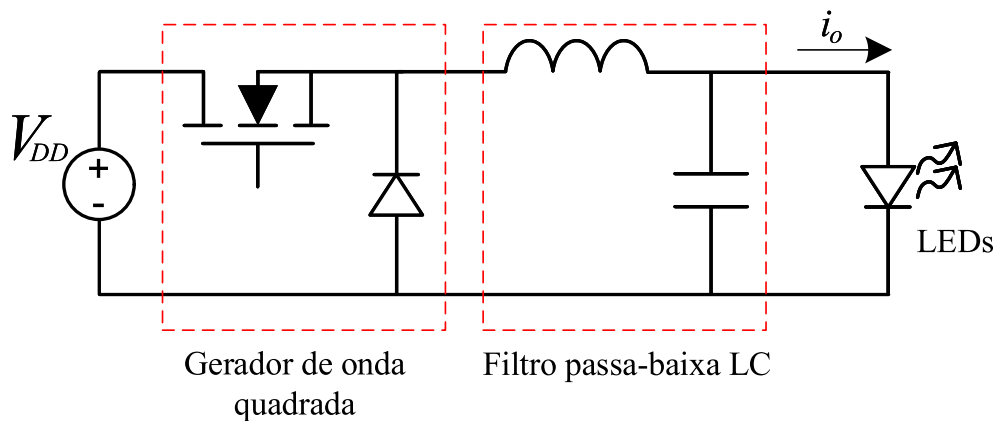 i_o
V_DD
+
-
LEDs
Gerador de onda
quadrada
Filtro passa-baixa LC